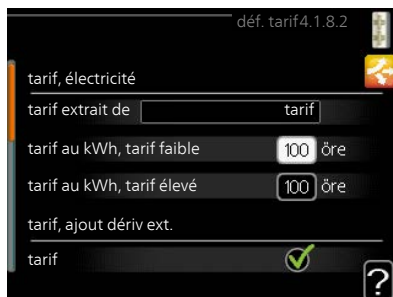 déf. tarif4.1.8.2
tarif, électricité
tarif extrait de tarif
tarif au kWh, tarif faible 100 öre
tarif au kWh, tarif élevé 100 öre
tarif, ajout dériv ext.
tarif
?